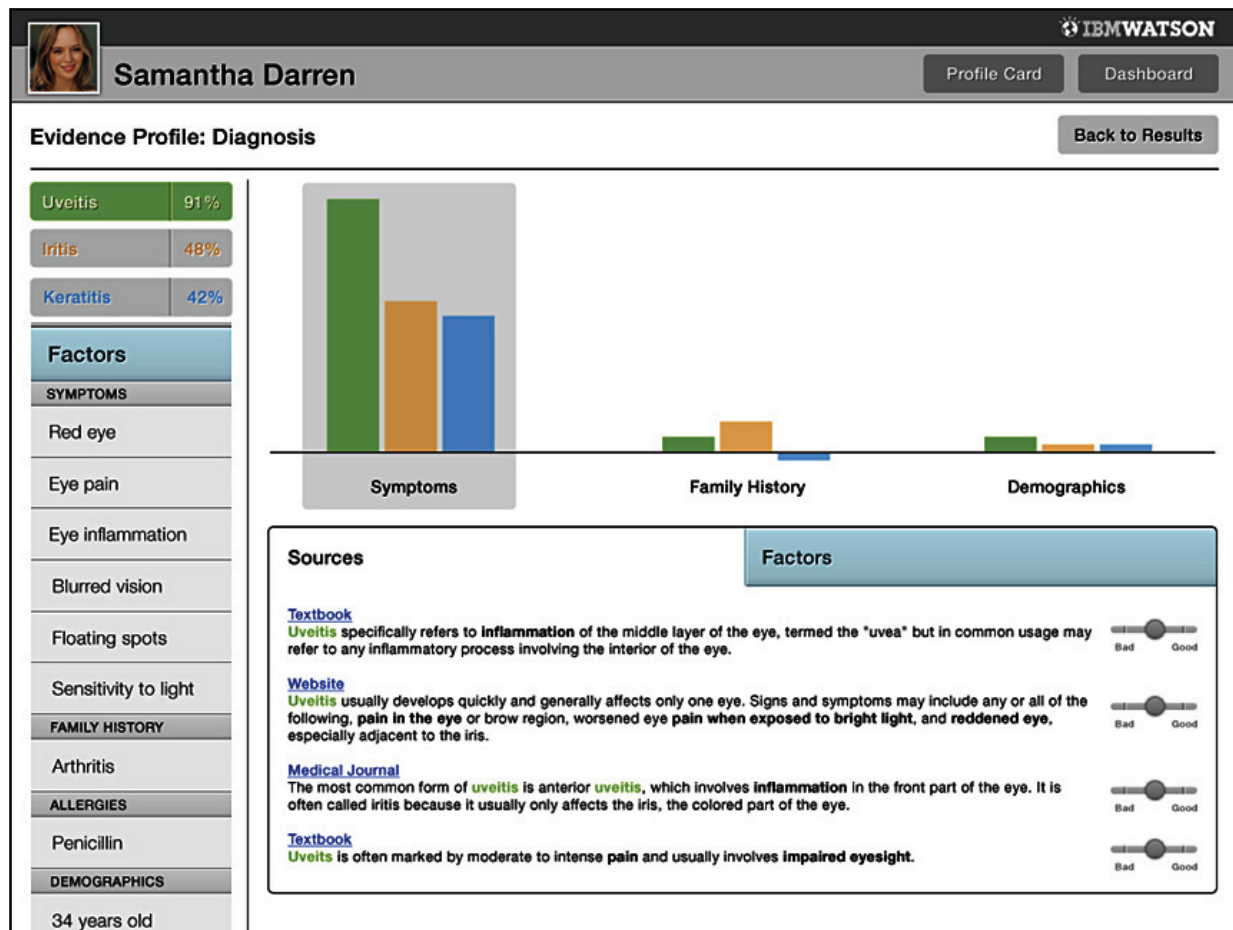 IBMWATSON
Samantha Darren
Profile Card
Dashboard
Evidence Profile: Diagnosis
Back to Results
Uveitis 91%
Iritis 48%
Keratitis 42%
Factors
SYMPTOMS
Red eye
Eye pain
Eye inflammation
Blurred vision
Floating spots
Sensitivity to light
FAMILY HISTORY
Arthritis
ALLERGIES
Penicillin
DEMOGRAPHICS
34 years old
Symptoms
Family History
Demographics
Sources
Factors
Textbook
Uveitis specifically refers to inflammation of the middle layer of the eye, termed the "uvea" but in common usage may
refer to any inflammatory process involving the interior of the eye.
Bad Good
Website
Uveitis usually develops quickly and generally affects only one eye. Signs and symptoms may include any or all of the
following, pain in the eye or brow region, worsened eye pain when exposed to bright light, and reddened eye,
especially adjacent to the iris.
Bad Good
Medical Journal
The most common form of uveitis is anterior uveitis, which involves inflammation in the front part of the eye. It is
often called iritis because it usually only affects the iris, the colored part of the eye.
Bad Good
Textbook
Uveits is often marked by moderate to intense pain and usually involves impaired eyesight.
Bad Good